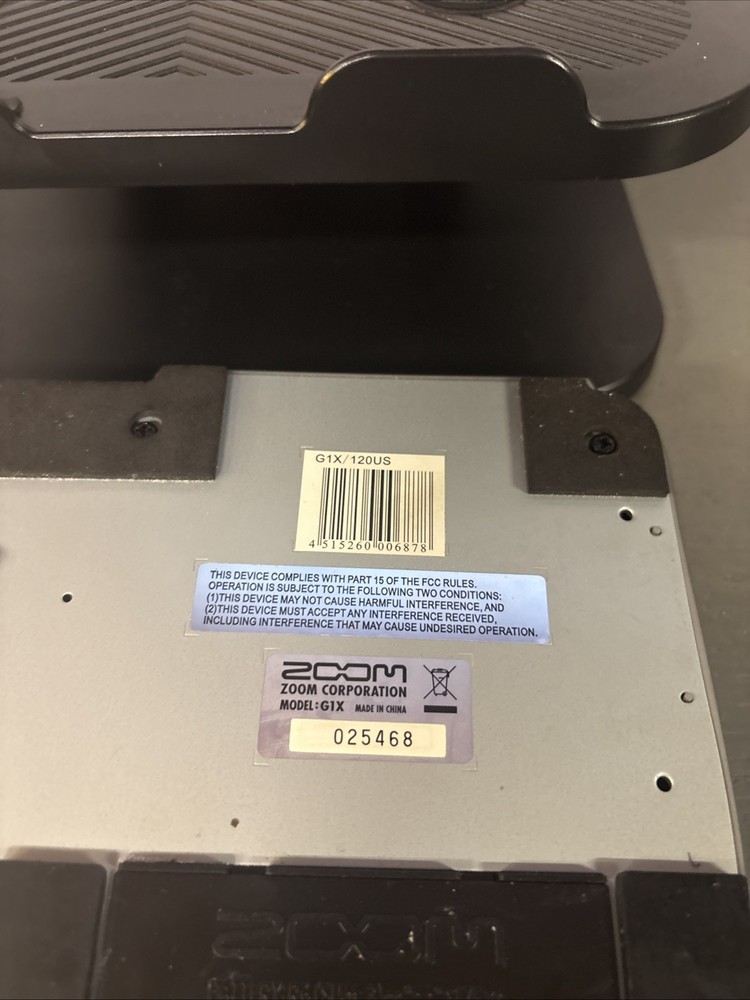 G1X/120US
4 515260 006878
THIS DEVICE COMPLIES WITH PART 15 OF THE FCC RULES.
OPERATION IS SUBJECT TO THE FOLLOWING TWO CONDITIONS:
(1)THIS DEVICE MAY NOT CAUSE HARMFUL INTERFERENCE, AND
(2)THIS DEVICE MUST ACCEPT ANY INTERFERENCE RECEIVED,
INCLUDING INTERFERENCE THAT MAY CAUSE UNDESIRED OPERATION.
ZOOM
ZOOM CORPORATION
MODEL:G1X MADE IN CHINA
025468
ZOOM